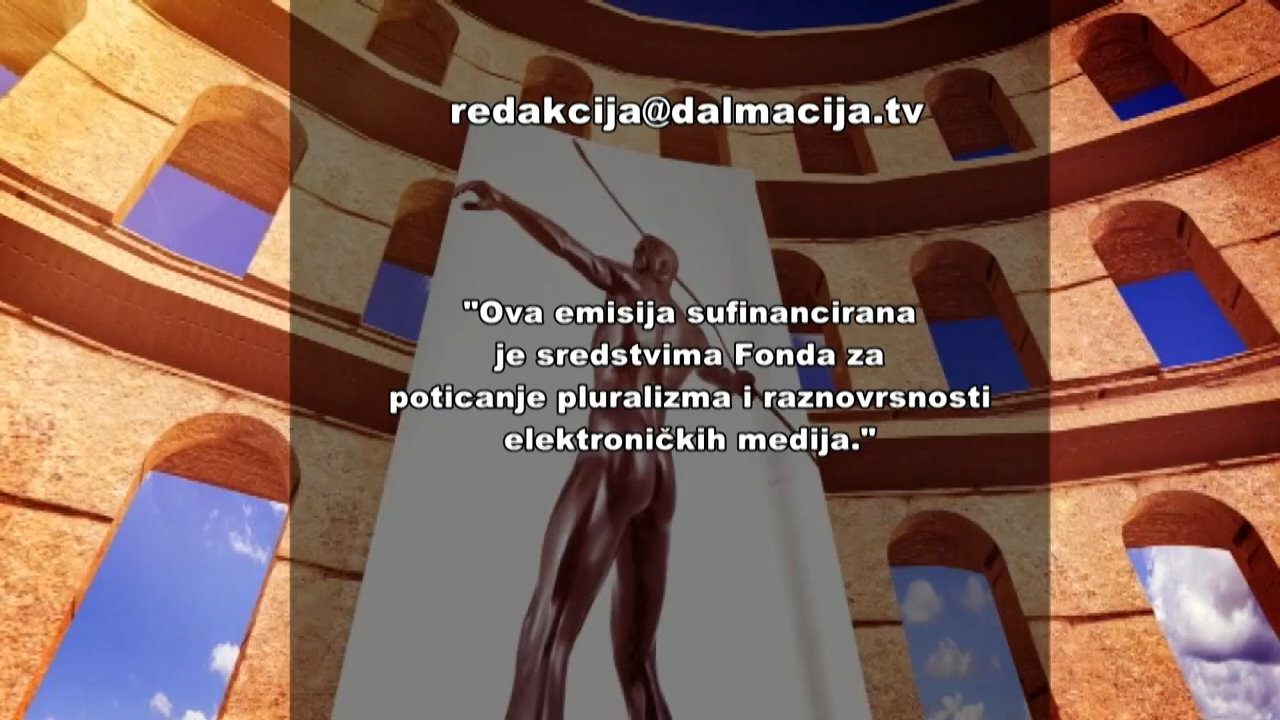 redakcija@dalmacija.tv
"Ova emisija sufinancirana
je sredstvima Fonda za
poticanje pluralizma i raznovrsnosti
elektroničkih medija."